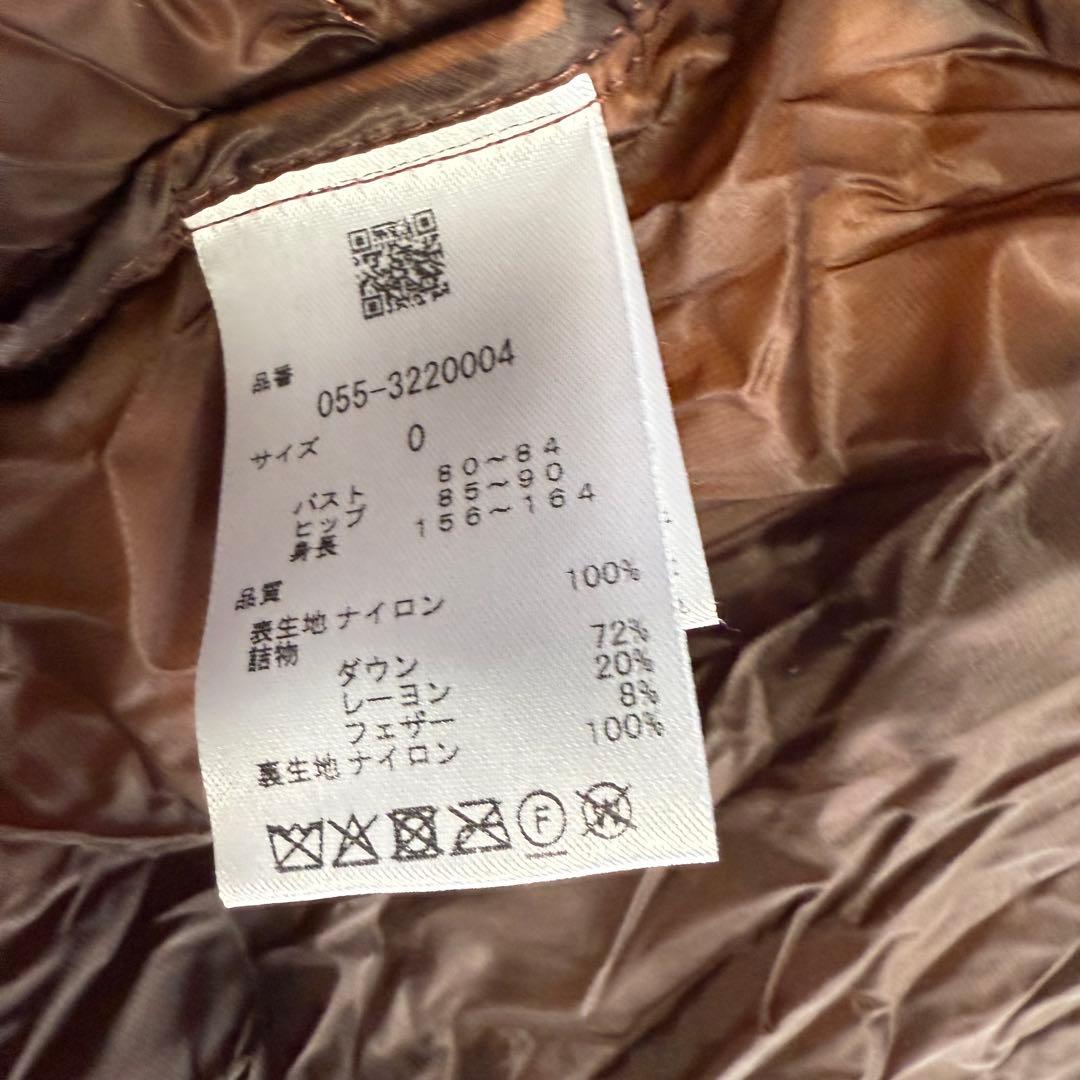 品番
055-3220004
サイズ 0
バスト 80~84
ヒップ 85~90
身長 156~164
品質
表生地 ナイロン 100%
詰物
ダウン 72%
レーヨン 20%
フェザー 8%
裏生地 ナイロン 100%
F
W